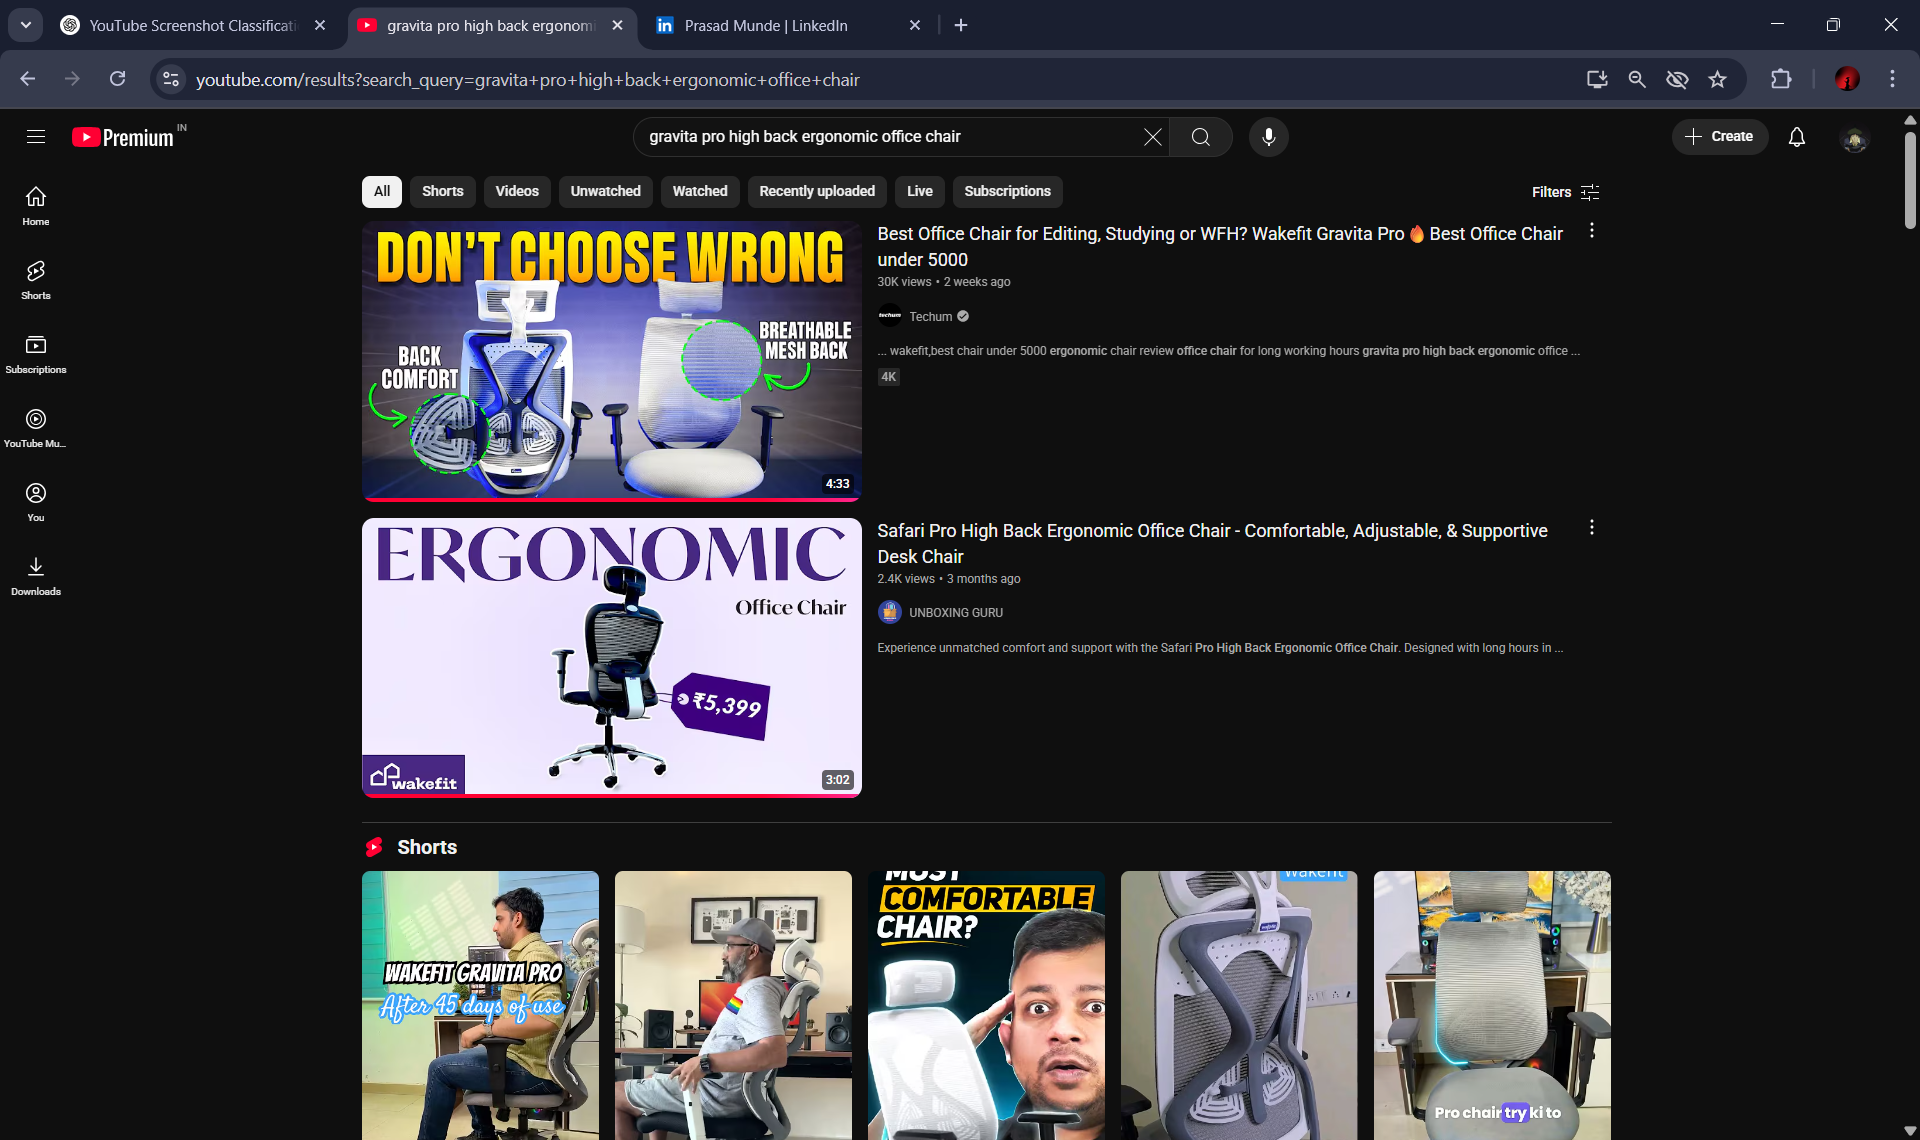 YouTube Screenshot Classificati
gravita pro high back ergonomi
Prasad Munde | LinkedIn
youtube.com/results?search_query=gravita+pro+high+back+ergonomic+office+chair
Premium IN
gravita pro high back ergonomic office chair
Create
All
Shorts
Videos
Unwatched
Watched
Recently uploaded
Live
Subscriptions
Filters
Home
Shorts
Subscriptions
YouTube Mu...
You
Downloads
DON'T CHOOSE WRONG
BACK
COMFORT
BREATHABLE
MESH BACK
4:33
Best Office Chair for Editing, Studying or WFH? Wakefit Gravita Pro🔥 Best Office Chair
under 5000
30K views • 2 weeks ago
techum
Techum
... wakefit,best chair under 5000 ergonomic chair review office chair for long working hours gravita pro high back ergonomic office ...
4K
ERGONOMIC
Office Chair
₹5,399
wakefit
3:02
Safari Pro High Back Ergonomic Office Chair - Comfortable, Adjustable, & Supportive
Desk Chair
2.4K views • 3 months ago
UNBOXING GURU
Experience unmatched comfort and support with the Safari Pro High Back Ergonomic Office Chair. Designed with long hours in ...
Shorts
WAKEFIT GRAVITA PRO
After 45 days of use
MOST
COMFORTABLE
CHAIR?
wakefit
Pro chair try ki to